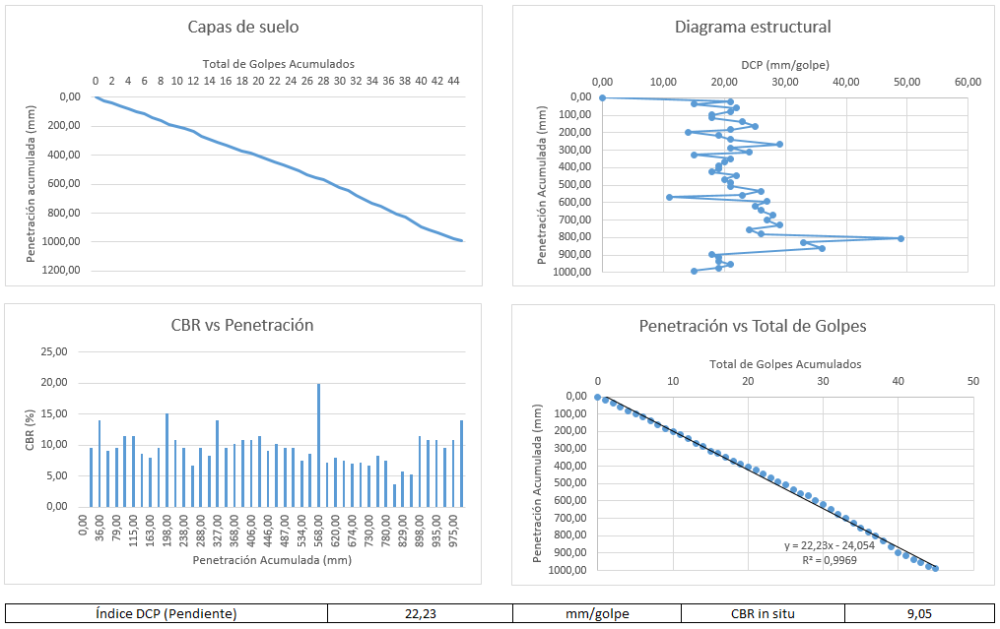 Capas de suelo
Total de Golpes Acumulados
0 2 4 6 8 10 12 14 16 18 20 22 24 26 28 30 32 34 36 38 40 42 44
Penetración acumulada (mm)
0,00
200,00
400,00
600,00
800,00
1000,00
1200,00
Diagrama estructural
DCP (mm/golpe)
0,00 10,00 20,00 30,00 40,00 50,00 60,00
Penetración Acumulada (mm)
0,00
100,00
200,00
300,00
400,00
500,00
600,00
700,00
800,00
900,00
1000,00
CBR vs Penetración
CBR (%)
25,00
20,00
15,00
10,00
5,00
0,00
0,00 36,00 79,00 115,00 163,00 198,00 238,00 288,00 327,00 368,00 406,00 446,00 487,00 534,00 568,00 620,00 674,00 730,00 780,00 829,00 898,00 935,00 975,00
Penetración Acumulada (mm)
Penetración vs Total de Golpes
Total de Golpes Acumulados
0 10 20 30 40 50
Penetración Acumulada (mm)
0,00
100,00
200,00
300,00
400,00
500,00
600,00
700,00
800,00
900,00
1000,00
y = 22,23x - 24,054
R² = 0,9969
Índice DCP (Pendiente) 22,23 mm/golpe CBR in situ 9,05